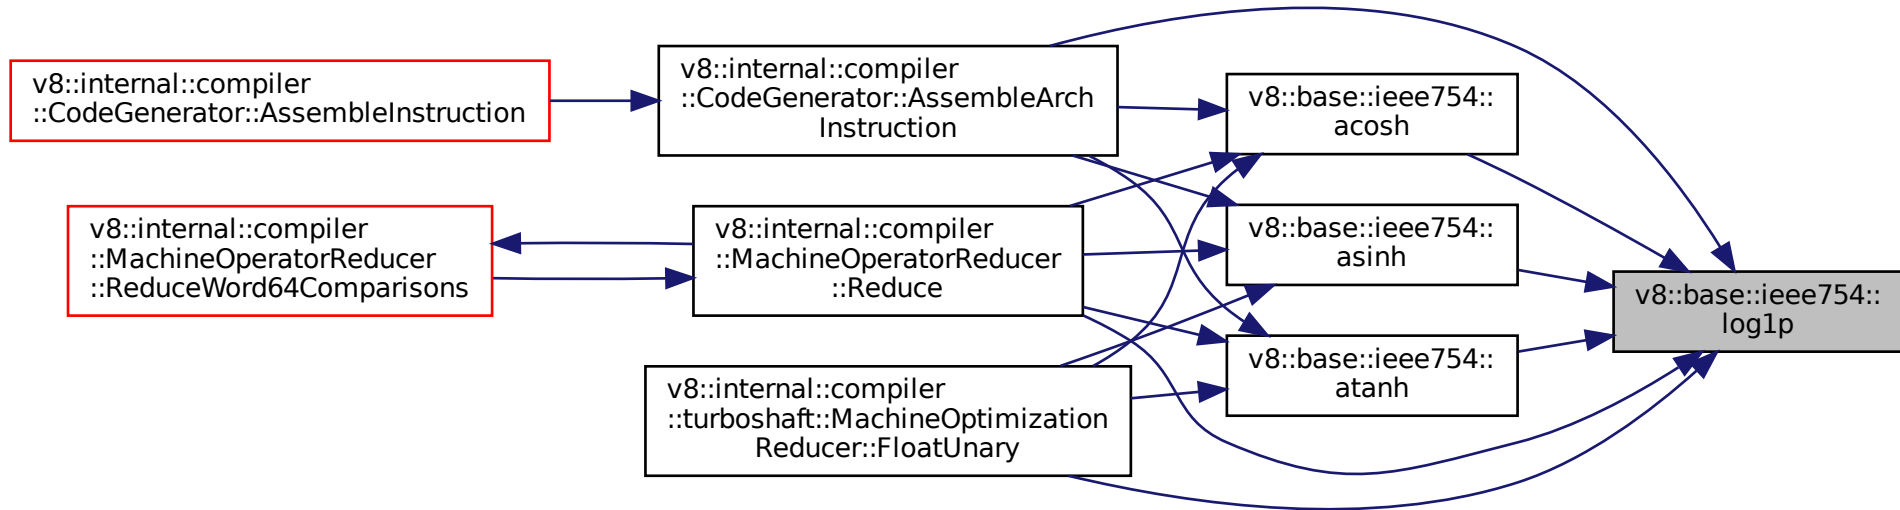 v8::internal::compiler
::CodeGenerator::AssembleInstruction
v8::internal::compiler
::MachineOperatorReducer
::ReduceWord64Comparisons
v8::internal::compiler
::CodeGenerator::AssembleArch
Instruction
v8::internal::compiler
::MachineOperatorReducer
::Reduce
v8::internal::compiler
::turboshaft::MachineOptimization
Reducer::FloatUnary
v8::base::ieee754::
acosh
v8::base::ieee754::
asinh
v8::base::ieee754::
atanh
v8::base::ieee754::
log1p